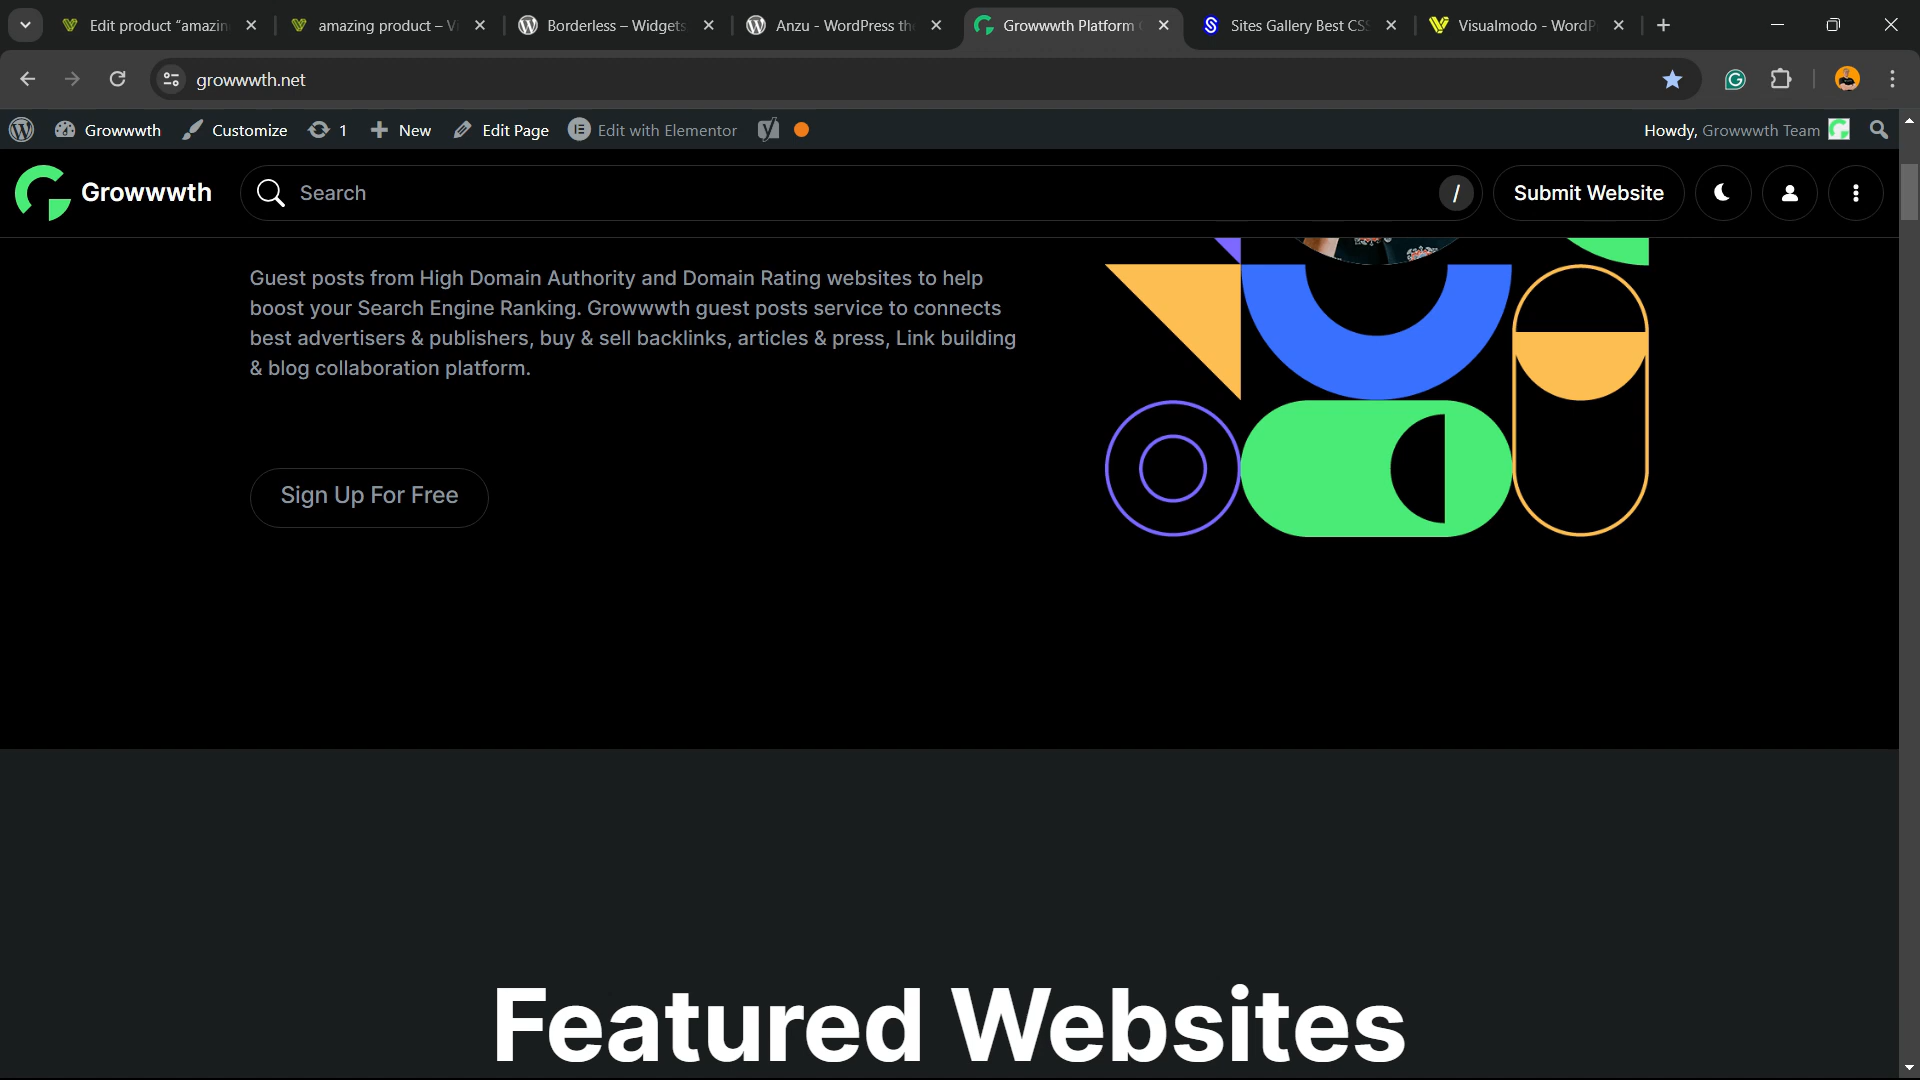 Edit product “amazin
amazing product – Vi
Borderless – Widgets
Anzu - WordPress th
Growwwth Platform
Sites Gallery Best CSS
Visualmodo - WordP
growwwth.net
Growwwth
Customize
1
New
Edit Page
Edit with Elementor
Howdy, Growwwth Team
Growwwth
Search
/
Submit Website
Guest posts from High Domain Authority and Domain Rating websites to help
boost your Search Engine Ranking. Growwwth guest posts service to connects
best advertisers & publishers, buy & sell backlinks, articles & press, Link building
& blog collaboration platform.
Sign Up For Free
Featured Websites